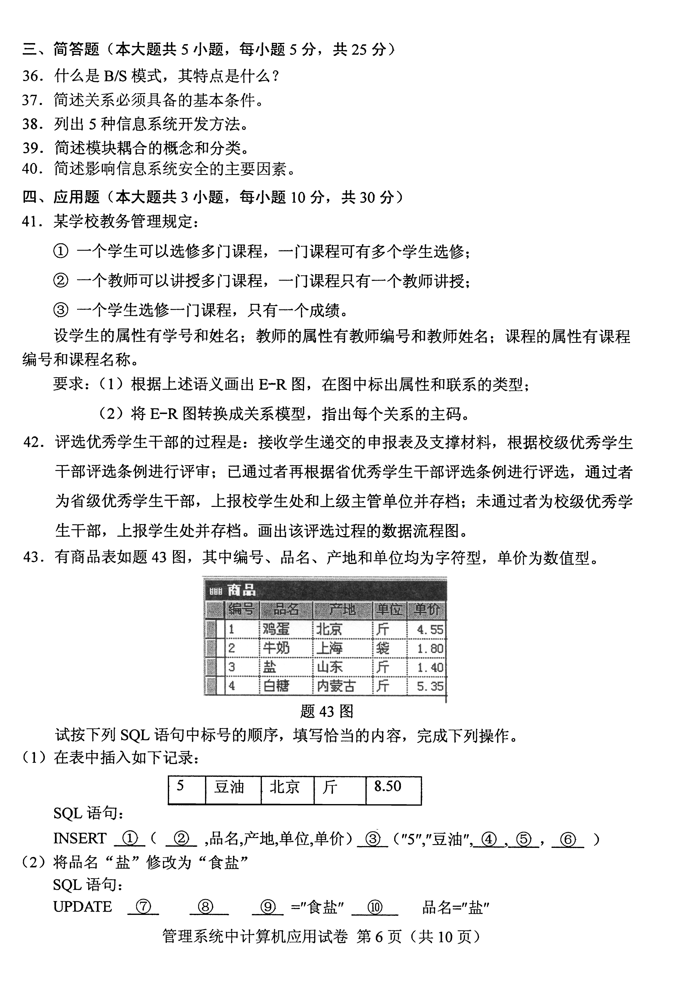 三、简答题（本大题共 5 小题，每小题 5 分，共 25 分）
36．什么是 B/S 模式，其特点是什么？
37．简述关系必须具备的基本条件。
38．列出 5 种信息系统开发方法。
39．简述模块耦合的概念和分类。
40．简述影响信息系统安全的主要因素。
四、应用题（本大题共 3 小题，每小题 10 分，共 30 分）
41．某学校教务管理规定：
① 一个学生可以选修多门课程，一门课程可有多个学生选修；
② 一个教师可以讲授多门课程，一门课程只有一个教师讲授；
③ 一个学生选修一门课程，只有一个成绩。
设学生的属性有学号和姓名；教师的属性有教师编号和教师姓名；课程的属性有课程
编号和课程名称。
要求：（1）根据上述语义画出 E-R 图，在图中标出属性和联系的类型；
（2）将 E-R 图转换成关系模型，指出每个关系的主码。
42．评选优秀学生干部的过程是：接收学生递交的申报表及支撑材料，根据校级优秀学生
干部评选条例进行评审；已通过者再根据省优秀学生干部评选条例进行评选，通过者
为省级优秀学生干部，上报校学生处和上级主管单位并存档；未通过者为校级优秀学
生干部，上报学生处并存档。画出该评选过程的数据流程图。
43．有商品表如题 43 图，其中编号、品名、产地和单位均为字符型，单价为数值型。
商品
编号 品名 产地 单位 单价
1 鸡蛋 北京 斤 4.55
2 牛奶 上海 袋 1.80
3 盐 山东 斤 1.40
4 白糖 内蒙古 斤 5.35
题 43 图
试按下列 SQL 语句中标号的顺序，填写恰当的内容，完成下列操作。
（1）在表中插入如下记录：
5 豆油 北京 斤 8.50
SQL 语句：
INSERT ① （ ② ,品名,产地,单位,单价） ③ （"5","豆油", ④ , ⑤ ， ⑥ ）
（2）将品名“盐”修改为“食盐”
SQL 语句：
UPDATE ⑦ ⑧ ⑨ ="食盐" ⑩ 品名="盐"
管理系统中计算机应用试卷 第 6 页（共 10 页）